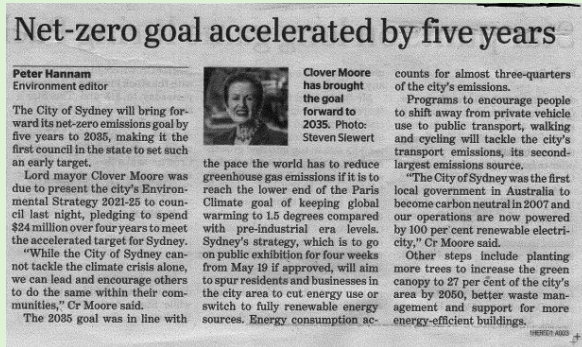 Net-zero goal accelerated by five years
Peter Hannam
Environment editor
The City of Sydney will bring for-
ward its net-zero emissions goal by
five years to 2035, making it the
first council in the state to set such
an early target.
Lord mayor Clover Moore was
due to present the city's Environ-
mental Strategy 2021-25 to coun-
cil last night, pledging to spend
$24 million over four years to meet
the accelerated target for Sydney.
"While the City of Sydney can-
not tackle the climate crisis alone,
we can lead and encourage others
to do the same within their com-
munities," Cr Moore said.
The 2035 goal was in line with
Clover Moore
has brought
the goal
forward to
2035. Photo:
Steven Siewert
the pace the world has to reduce
greenhouse gas emissions if it is to
reach the lower end of the Paris
Climate goal of keeping global
warming to 1.5 degrees compared
with pre-industrial era levels.
Sydney's strategy, which is to go
on public exhibition for four weeks
from May 19 if approved, will aim
to spur residents and businesses in
the city area to cut energy use or
switch to fully renewable energy
sources. Energy consumption ac-
counts for almost three-quarters
of the city's emissions.
Programs to encourage people
to shift away from private vehicle
use to public transport, walking
and cycling will tackle the city's
transport emissions, its second-
largest emissions source.
"The City of Sydney was the first
local government in Australia to
become carbon neutral in 2007 and
our operations are now powered
by 100 per cent renewable electri-
city," Cr Moore said.
Other steps include planting
more trees to increase the green
canopy to 27 per cent of the city's
area by 2050, better waste man-
agement and support for more
energy-efficient buildings.